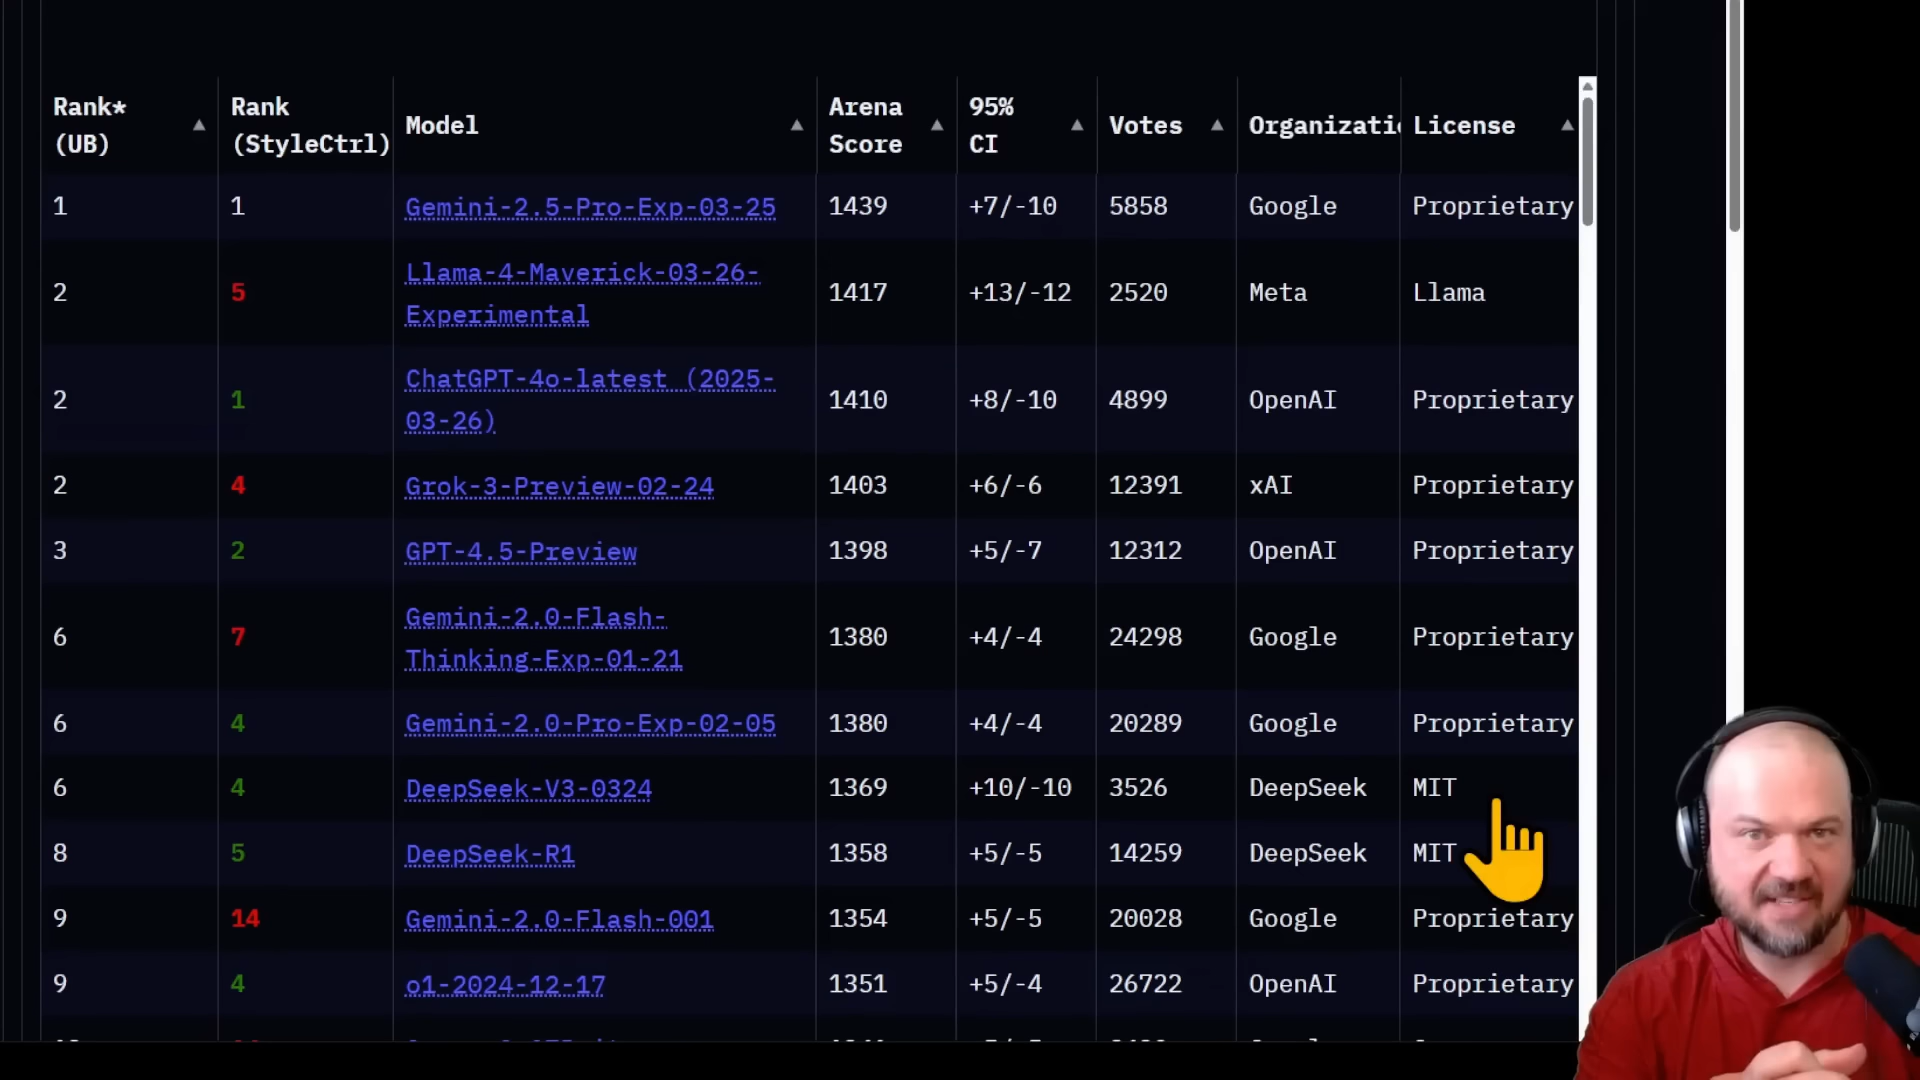 Rank* (UB) Rank (StyleCtrl) Model Arena Score 95% CI Votes Organizatio License
1 1 Gemini-2.5-Pro-Exp-03-25 1439 +7/-10 5858 Google Proprietary
2 5 Llama-4-Maverick-03-26-Experimental 1417 +13/-12 2520 Meta Llama
2 1 ChatGPT-4o-latest (2025-03-26) 1410 +8/-10 4899 OpenAI Proprietary
2 4 Grok-3-Preview-02-24 1403 +6/-6 12391 xAI Proprietary
3 2 GPT-4.5-Preview 1398 +5/-7 12312 OpenAI Proprietary
6 7 Gemini-2.0-Flash-Thinking-Exp-01-21 1380 +4/-4 24298 Google Proprietary
6 4 Gemini-2.0-Pro-Exp-02-05 1380 +4/-4 20289 Google Proprietary
6 4 DeepSeek-V3-0324 1369 +10/-10 3526 DeepSeek MIT
8 5 DeepSeek-R1 1358 +5/-5 14259 DeepSeek MIT
9 14 Gemini-2.0-Flash-001 1354 +5/-5 20028 Google Proprietary
9 4 o1-2024-12-17 1351 +5/-4 26722 OpenAI Proprietary